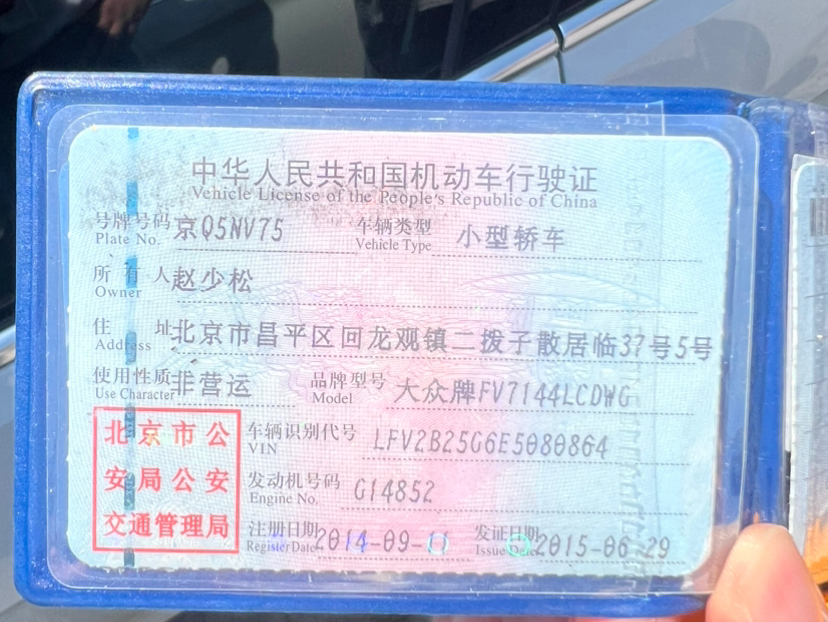 中华人民共和国机动车行驶证
Vehicle License of the People's Republic of China
号牌号码 京Q5NV75 车辆类型 小型轿车
Plate No. Vehicle Type
所有人 赵少松
Owner
住址 北京市昌平区回龙观镇二拨子散居临37号5号
Address
使用性质 非营运 品牌型号 大众牌FV7144LCDWG
Use Character Model
北京市公 车辆识别代号 LFV2B25G6E5080864
VIN
安局公安 发动机号码 G14852
Engine No.
交通管理局 注册日期 2014-09-11 发证日期 2015-06-29
Register Date Issue Date